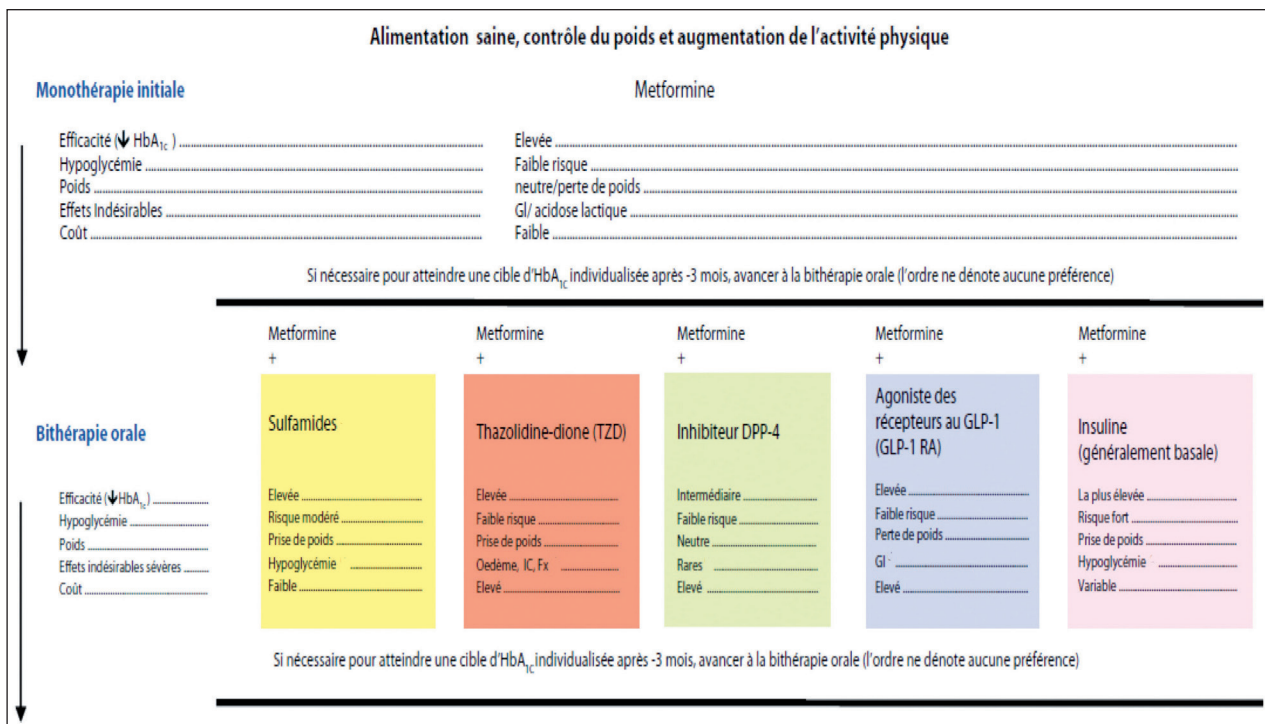 Alimentation saine, contrôle du poids et augmentation de l'activité physique
Monothérapie initiale
Metformine
Efficacité (↓ HbA1c) ........ Elevée ........
Hypoglycémie ........ Faible risque ........
Poids ........ neutre/perte de poids ........
Effets Indésirables ........ GI/ acidose lactique ........
Coût ........ Faible ........
Si nécessaire pour atteindre une cible d'HbA1c individualisée après -3 mois, avancer à la bithérapie orale (l'ordre ne dénote aucune préférence)
Bithérapie orale
Efficacité (↓HbA1c) ........
Hypoglycémie ........
Poids ........
Effets indésirables sévères ........
Coût ........
Metformine
+
Sulfamides
Elevée ........
Risque modéré ........
Prise de poids ........
Hypoglycémie ........
Faible ........
Metformine
+
Thazolidine-dione (TZD)
Elevée ........
Faible risque ........
Prise de poids ........
Oedème, IC, Fx ........
Elevé ........
Metformine
+
Inhibiteur DPP-4
Intermédiaire ........
Faible risque ........
Neutre ........
Rares ........
Elevé ........
Metformine
+
Agoniste des
récepteurs au GLP-1
(GLP-1 RA)
Elevée ........
Faible risque ........
Perte de poids ........
GI ........
Elevé ........
Metformine
+
Insuline
(généralement basale)
La plus élevée ........
Risque fort ........
Prise de poids ........
Hypoglycémie ........
Variable ........
Si nécessaire pour atteindre une cible d'HbA1c individualisée après -3 mois, avancer à la bithérapie orale (l'ordre ne dénote aucune préférence)